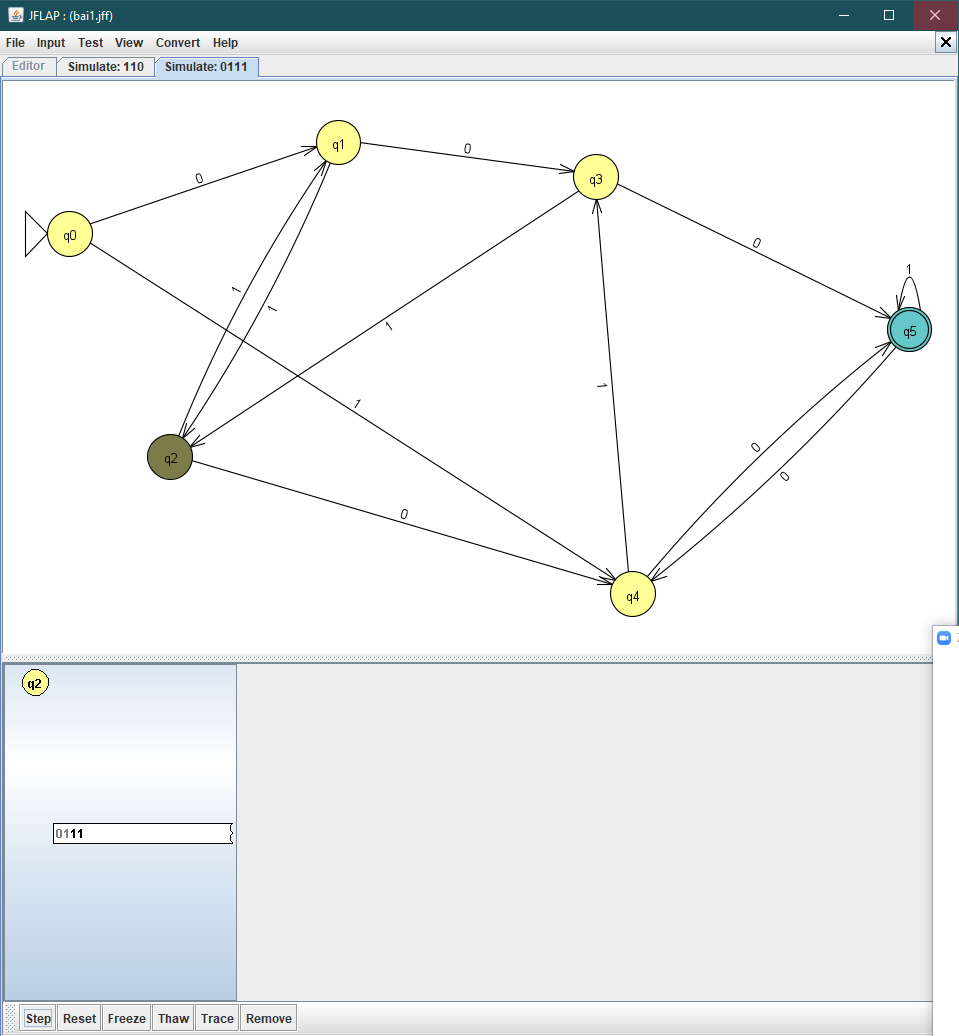 JFLAP : (bai1.jff)
File Input Test View Convert Help
Editor Simulate: 110 Simulate: 0111
q1
0
q3
0
q0
0
1
q5
1
1
1
1
q2
0
1
0
0
q4
q2
0111
Step Reset Freeze Thaw Trace Remove